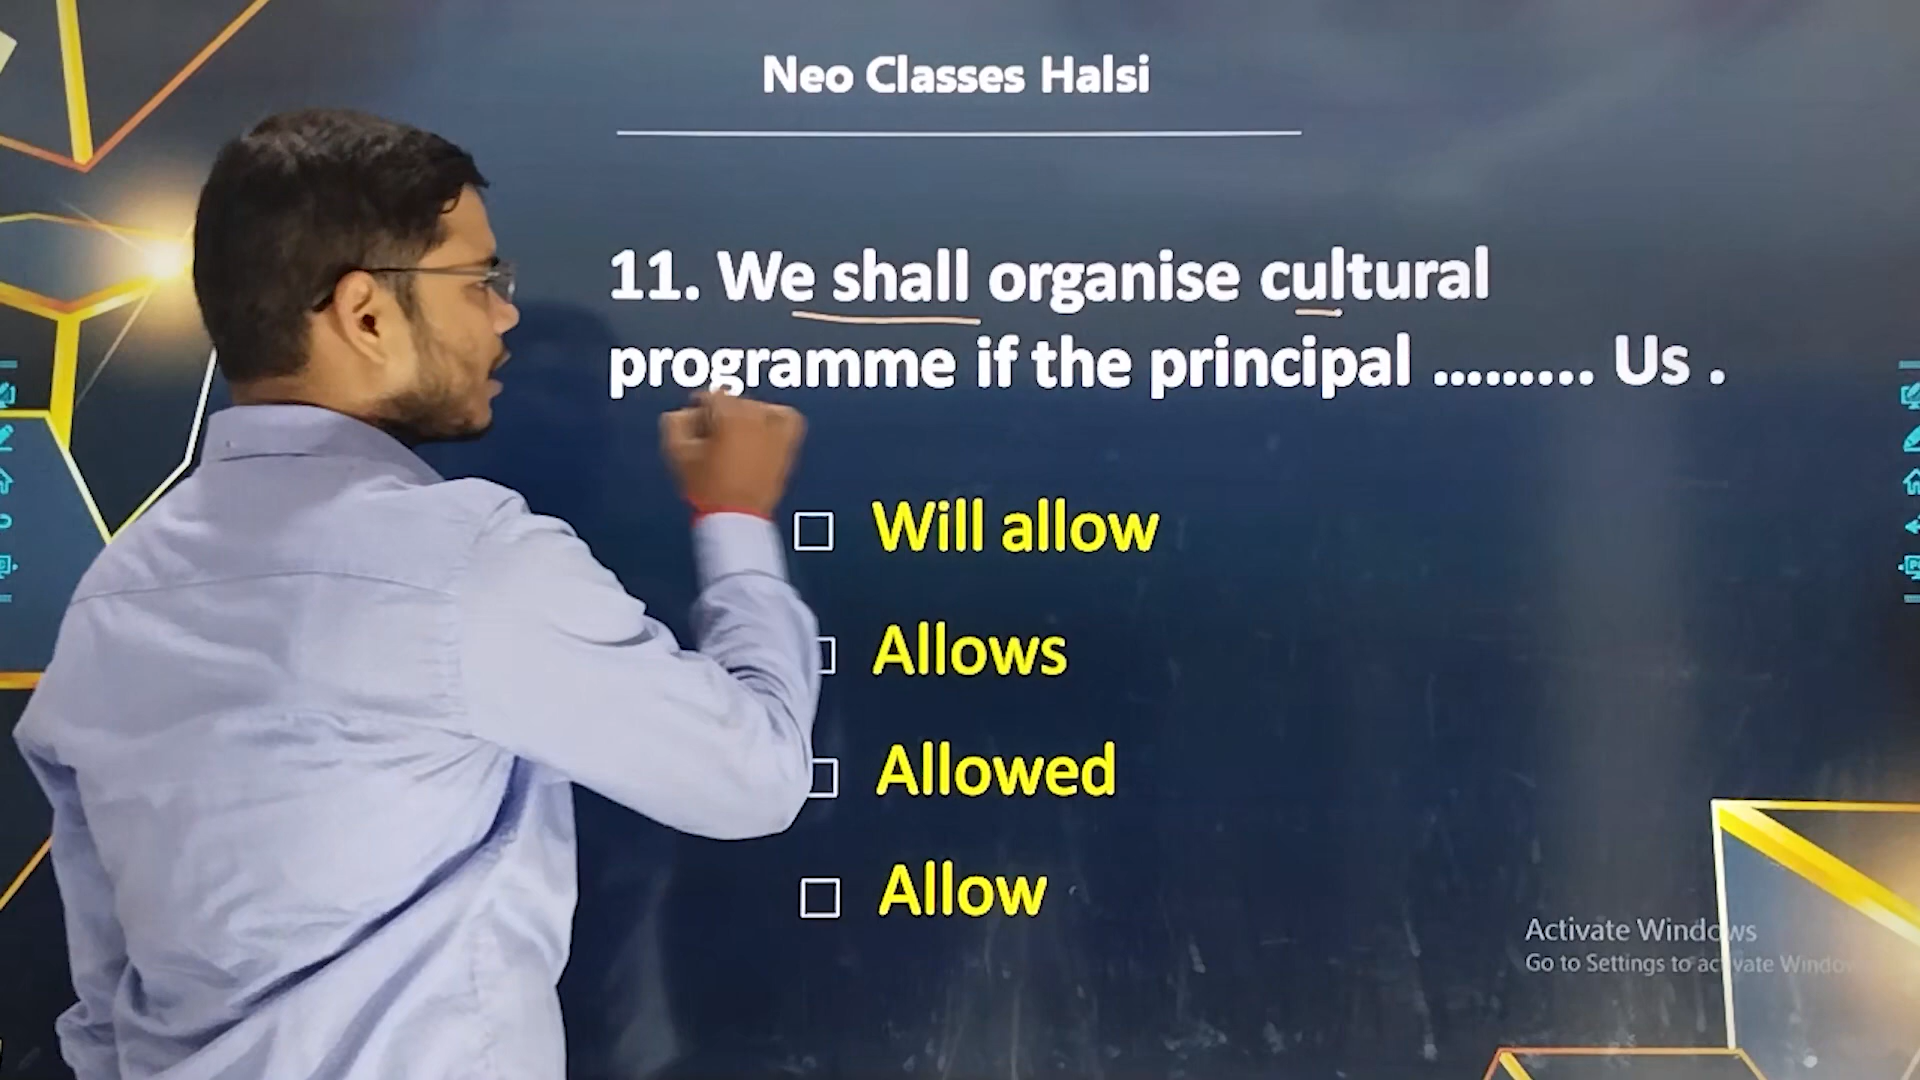 Neo Classes Halsi
11. We shall organise cultural
programme if the principal ......... Us .
Will allow
Allows
Allowed
Allow
Activate Windows
Go to Settings to activate Windows